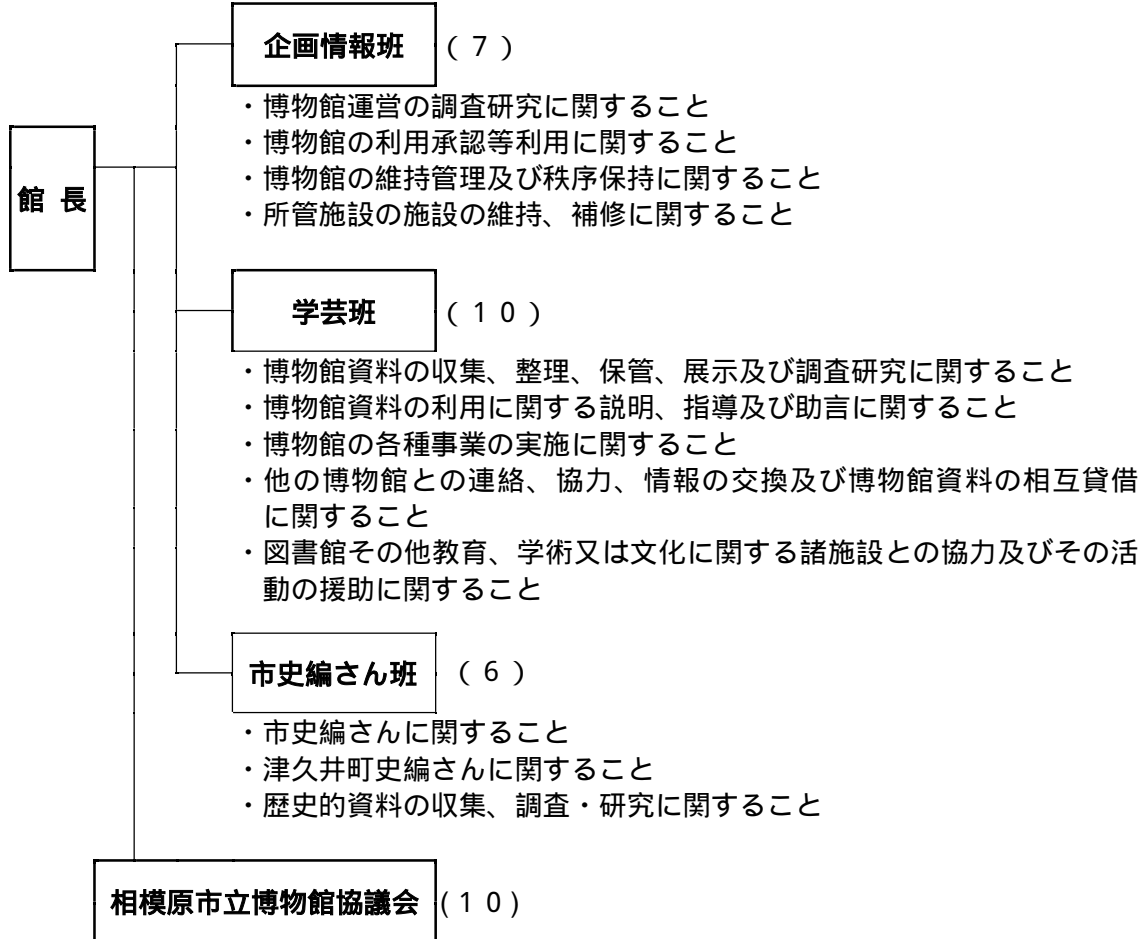 企画情報班 (7)
・博物館運営の調査研究に関すること
・博物館の利用承認等利用に関すること
・博物館の維持管理及び秩序保持に関すること
・所管施設の施設の維持、補修に関すること
館 長
学芸班 (10)
・博物館資料の収集、整理、保管、展示及び調査研究に関すること
・博物館資料の利用に関する説明、指導及び助言に関すること
・博物館の各種事業の実施に関すること
・他の博物館との連絡、協力、情報の交換及び博物館資料の相互貸借
に関すること
・図書館その他教育、学術又は文化に関する諸施設との協力及びその活
動の援助に関すること
市史編さん班 (6)
・市史編さんに関すること
・津久井町史編さんに関すること
・歴史的資料の収集、調査・研究に関すること
相模原市立博物館協議会 (10)